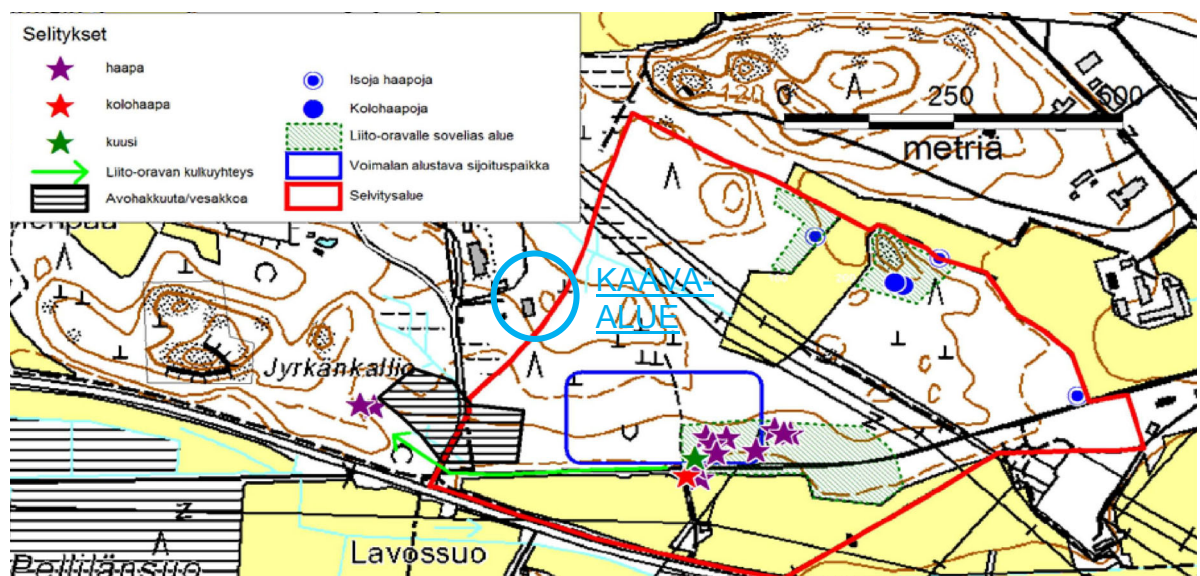 Selitykset
haapa
kolohaapa
kuusi
Liito-oravan kulkuyhteys
Avohakkuuta/vesakkoa
Isoja haapoja
Kolohaapoja
Liito-oravalle sovelias alue
Voimalan alustava sijoituspaikka
Selvitysalue
120
0 250 500
metriä
KAAVA-
ALUE
Jyrkänkallio
Lavossuo
Peililänsuo